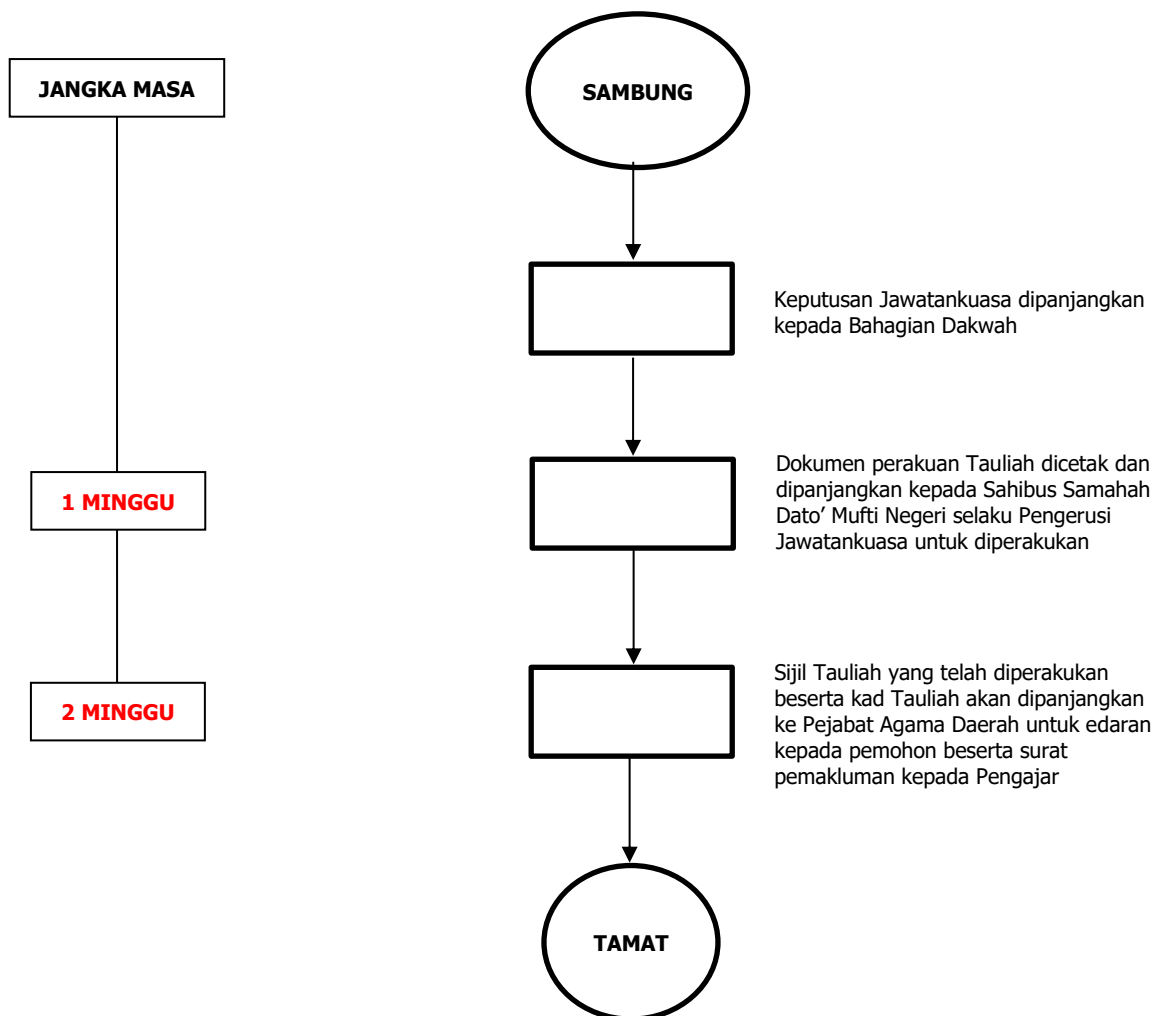 JANGKA MASA
SAMBUNG
Keputusan Jawatankuasa dipanjangkan
kepada Bahagian Dakwah
1 MINGGU
Dokumen perakuan Tauliah dicetak dan
dipanjangkan kepada Sahibus Samahah
Dato’ Mufti Negeri selaku Pengerusi
Jawatankuasa untuk diperakukan
2 MINGGU
Sijil Tauliah yang telah diperakukan
beserta kad Tauliah akan dipanjangkan
ke Pejabat Agama Daerah untuk edaran
kepada pemohon beserta surat
pemakluman kepada Pengajar
TAMAT